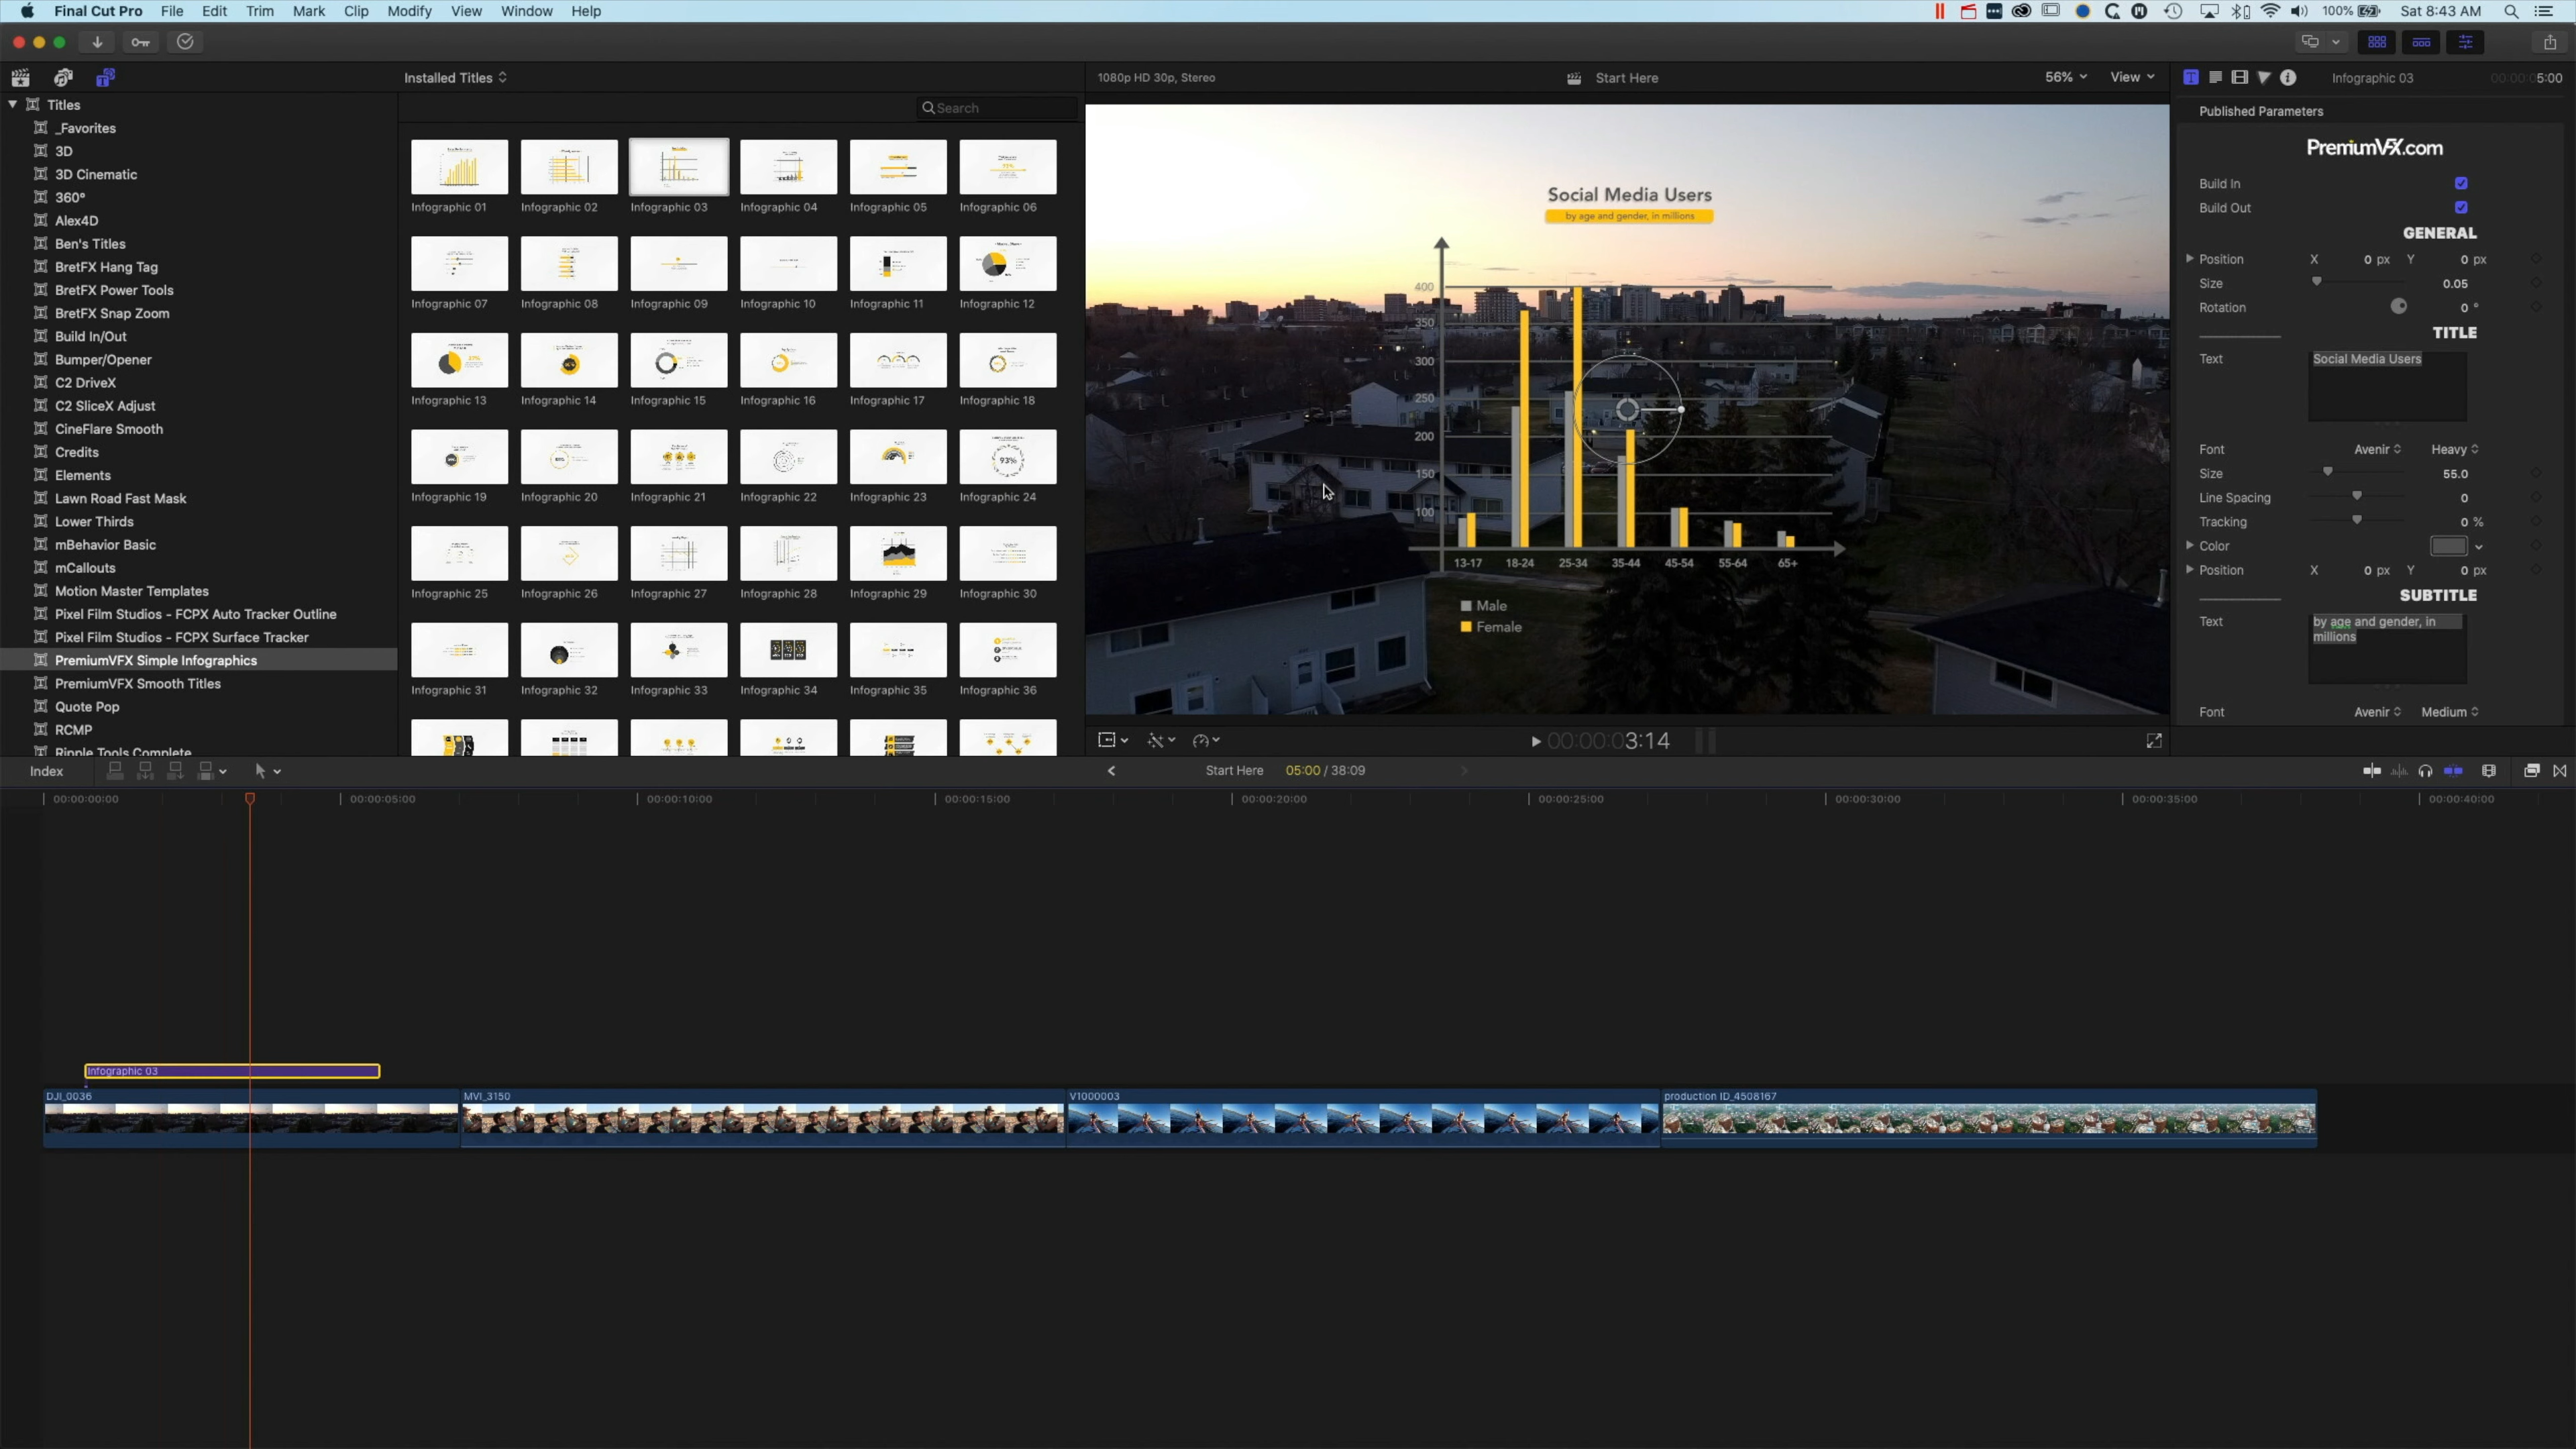 Final Cut Pro File Edit Trim Mark Clip Modify View Window Help
100% Sat 8:43 AM
Installed Titles
1080p HD 30p, Stereo
Start Here
56% View
Infographic 03
00:00:05:00
Titles
_Favorites
3D
3D Cinematic
360°
Alex4D
Ben's Titles
BretFX Hang Tag
BretFX Power Tools
BretFX Snap Zoom
Build In/Out
Bumper/Opener
C2 DriveX
C2 SliceX Adjust
CineFlare Smooth
Credits
Elements
Lawn Road Fast Mask
Lower Thirds
mBehavior Basic
mCallouts
Motion Master Templates
Pixel Film Studios - FCPX Auto Tracker Outline
Pixel Film Studios - FCPX Surface Tracker
PremiumVFX Simple Infographics
PremiumVFX Smooth Titles
Quote Pop
RCMP
Ripple Tools Complete
Search
Infographic 01 Infographic 02 Infographic 03 Infographic 04 Infographic 05 Infographic 06
Infographic 07 Infographic 08 Infographic 09 Infographic 10 Infographic 11 Infographic 12
Infographic 13 Infographic 14 Infographic 15 Infographic 16 Infographic 17 Infographic 18
93%
Infographic 19 Infographic 20 Infographic 21 Infographic 22 Infographic 23 Infographic 24
Infographic 25 Infographic 26 Infographic 27 Infographic 28 Infographic 29 Infographic 30
Infographic 31 Infographic 32 Infographic 33 Infographic 34 Infographic 35 Infographic 36
Social Media Users
by age and gender, in millions
400
350
300
250
200
150
100
13-17 18-24 25-34 35-44 45-54 55-64 65+
Male
Female
00:00:03:14
Published Parameters
PremiumVFX.com
Build In
Build Out
GENERAL
Position X 0 px Y 0 px
Size 0.05
Rotation 0 °
TITLE
Text Social Media Users
Font Avenir Heavy
Size 55.0
Line Spacing 0
Tracking 0 %
Color
Position X 0 px Y 0 px
SUBTITLE
Text by age and gender, in
millions
Font Avenir Medium
Index
Start Here 05:00 / 38:09
00:00:00:00 00:00:05:00 00:00:10:00 00:00:15:00 00:00:20:00 00:00:25:00 00:00:30:00 00:00:35:00 00:00:40:00
Infographic 03
DJI_0036 MVI_3150 V1000003 production ID_4508167